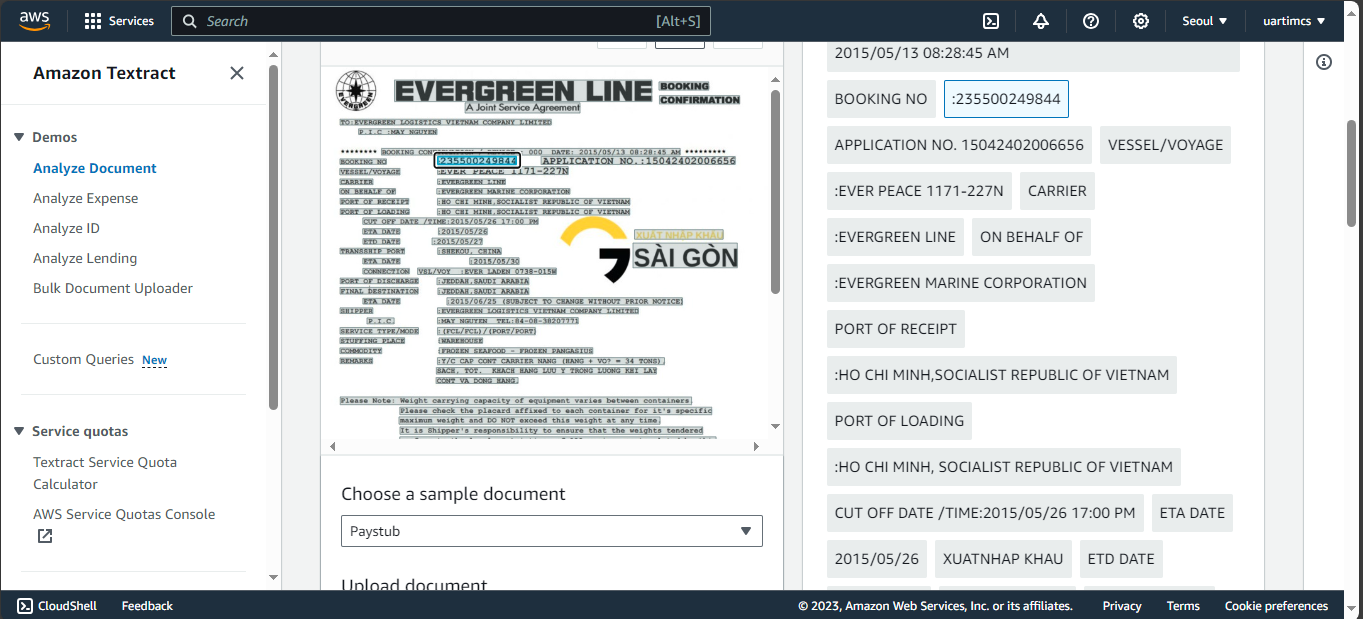 aws
Services
Search
[Alt+S]
Seoul ▼
uartimcs ▼
Amazon Textract
Demos
Analyze Document
Analyze Expense
Analyze ID
Analyze Lending
Bulk Document Uploader
Custom Queries New
Service quotas
Textract Service Quota
Calculator
AWS Service Quotas Console
EVERGREEN
EVERGREEN LINE
A Joint Service Agreement
BOOKING
CONFIRMATION
TO:EVERGREEN LOGISTICS VIETNAM COMPANY LIMITED
P.I.C :MAY NGUYEN
******** BOOKING : 000 DATE: 2015/05/13 08:28:45 AM *********
BOOKING NO :235500249844 APPLICATION NO.:15042402006656
VESSEL/VOYAGE :EVER PEACE 1171-227N
CARRIER :EVERGREEN LINE
ON BEHALF OF :EVERGREEN MARINE CORPORATION
PORT OF RECEIPT :HO CHI MINH,SOCIALIST REPUBLIC OF VIETNAM
PORT OF LOADING :HO CHI MINH,SOCIALIST REPUBLIC OF VIETNAM
CUT OFF DATE /TIME:2015/05/26 17:00 PM
ETA DATE :2015/05/26
ETD DATE :2015/05/27
XUẤT NHẬP KHẨU
SÀI GÒN
TRANSSHIP PORT :SHEKOU, CHINA
ETA DATE :2015/05/30
CONNECTION VSL/VOY :EVER LADEN 0738-015W
PORT OF DISCHARGE :JEDDAH,SAUDI ARABIA
FINAL DESTINATION :JEDDAH,SAUDI ARABIA
ETA DATE :2015/06/25 (SUBJECT TO CHANGE WITHOUT PRIOR NOTICE)
SHIPPER :EVERGREEN LOGISTICS VIETNAM COMPANY LIMITED
P.I.C. :MAY NGUYEN TEL:84-08-38207771
SERVICE TYPE/MODE :(FCL/FCL)/(PORT/PORT)
STUFFING PLACE :WAREHOUSE
COMMODITY :FROZEN SEAFOOD - FROZEN PANGASIUS
REMARKS :Y/C CAP CONT CARRIER NANG (HANG + VO? = 34 TONS),
SACH, TOT. KHACH HANG LUU Y TRONG LUONG KHI LAY
CONT VA DONG HANG.
Please Note: Weight carrying capacity of equipment varies between containers.
Please check the placard affixed to each container for it's specific
maximum weight and DO NOT exceed this weight at any time.
It is Shipper's responsibility to ensure that the weights tendered
Choose a sample document
Paystub
Upload document
2015/05/13 08:28:45 AM
BOOKING NO :235500249844
APPLICATION NO. 15042402006656 VESSEL/VOYAGE
:EVER PEACE 1171-227N CARRIER
:EVERGREEN LINE ON BEHALF OF
:EVERGREEN MARINE CORPORATION
PORT OF RECEIPT
:HO CHI MINH,SOCIALIST REPUBLIC OF VIETNAM
PORT OF LOADING
:HO CHI MINH, SOCIALIST REPUBLIC OF VIETNAM
CUT OFF DATE /TIME:2015/05/26 17:00 PM ETA DATE
2015/05/26 XUATNHAP KHAU ETD DATE
CloudShell
Feedback
© 2023, Amazon Web Services, Inc. or its affiliates.
Privacy
Terms
Cookie preferences